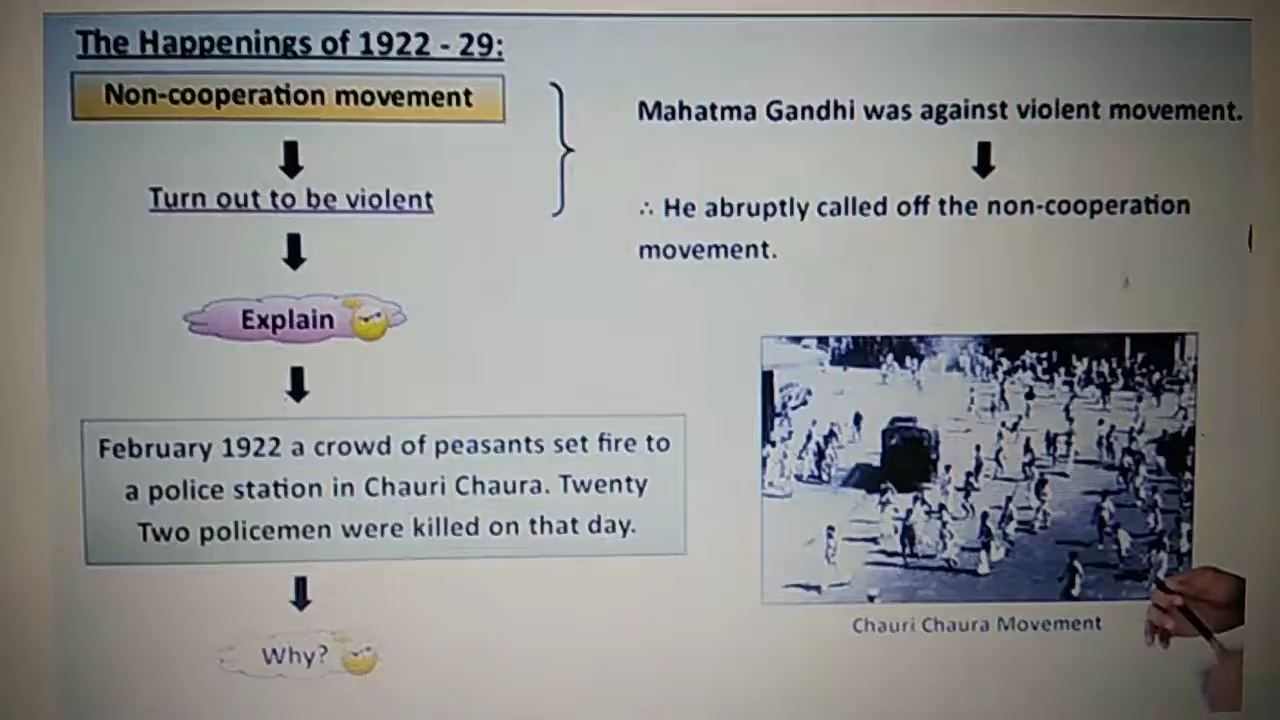 The Happenings of 1922 - 29:
Non-cooperation movement
Turn out to be violent
Explain
February 1922 a crowd of peasants set fire to
a police station in Chauri Chaura. Twenty
Two policemen were killed on that day.
Why?
Mahatma Gandhi was against violent movement.
∴ He abruptly called off the non-cooperation
movement.
Chauri Chaura Movement